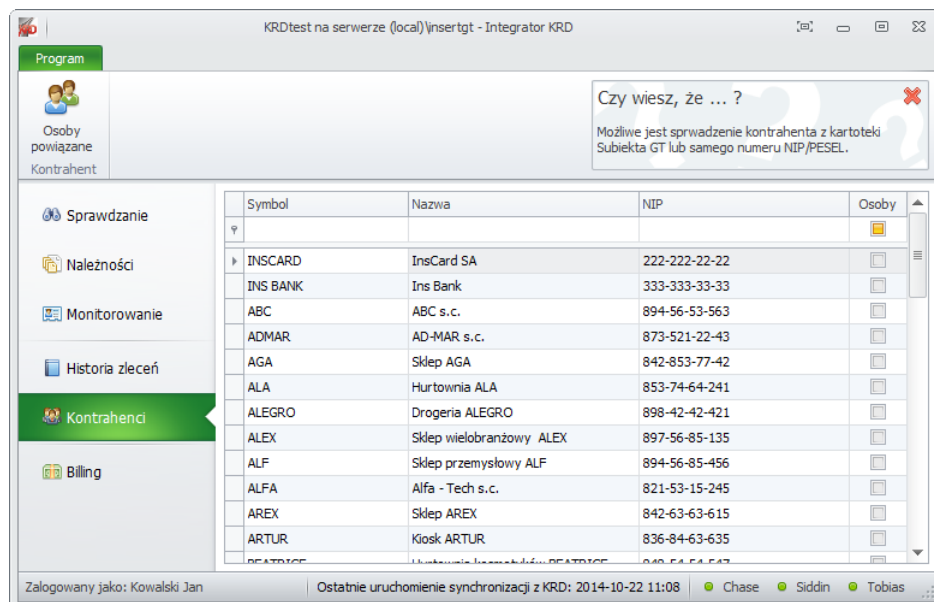 KRDtest na serwerze (local)\insertgt - Integrator KRD
Program
Osoby
powiązane
Kontrahent
Czy wiesz, że ... ?
Możliwe jest sprwadzenie kontrahenta z kartoteki
Subiekta GT lub samego numeru NIP/PESEL.
Sprawdzanie
Należności
Monitorowanie
Historia zleceń
Kontrahenci
Billing
Symbol Nazwa NIP Osoby
INSCARD InsCard SA 222-222-22-22
INS BANK Ins Bank 333-333-33-33
ABC ABC s.c. 894-56-53-563
ADMAR AD-MAR s.c. 873-521-22-43
AGA Sklep AGA 842-853-77-42
ALA Hurtownia ALA 853-74-64-241
ALEGRO Drogeria ALEGRO 898-42-42-421
ALEX Sklep wielobranżowy ALEX 897-56-85-135
ALF Sklep przemysłowy ALF 894-56-85-456
ALFA Alfa - Tech s.c. 821-53-15-245
AREX Sklep AREX 842-63-63-615
ARTUR Kiosk ARTUR 836-84-63-635
BEATRICE Hurtownia kosmetyków BEATRICE
Zalogowany jako: Kowalski Jan Ostatnie uruchomienie synchronizacji z KRD: 2014-10-22 11:08 Chase Siddin Tobias